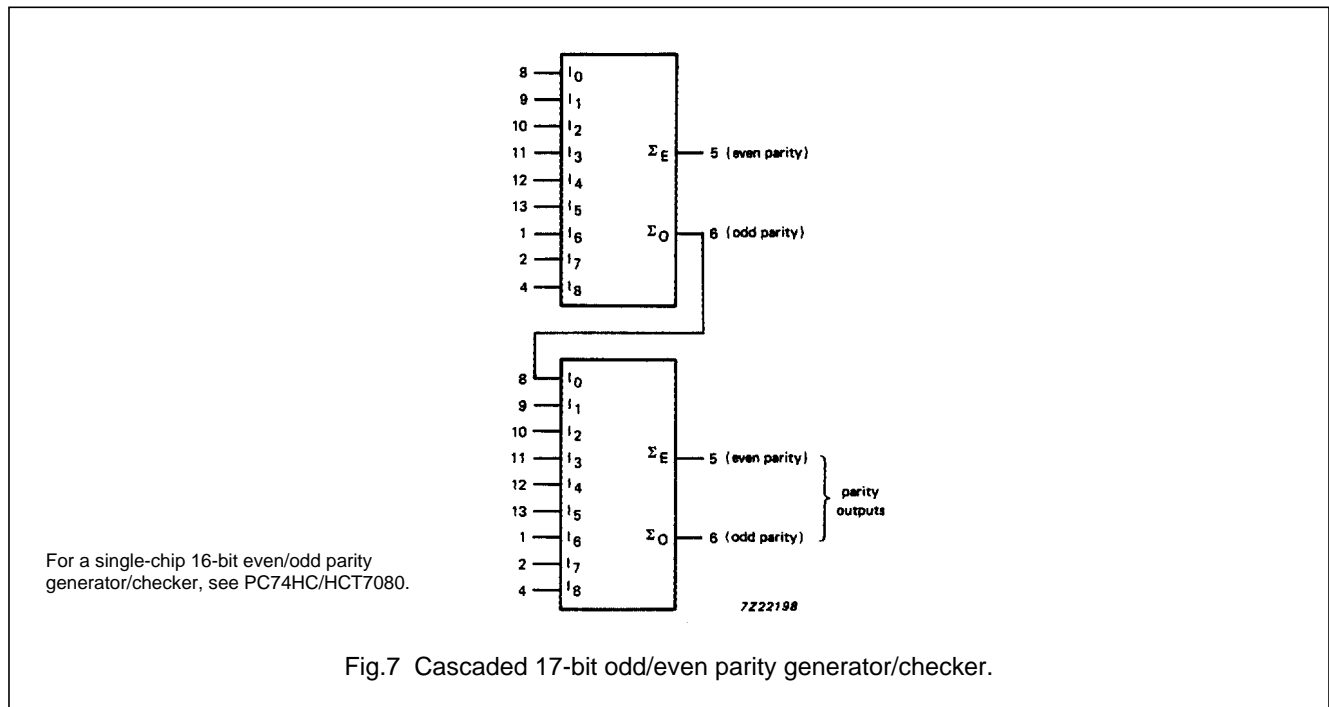 8 I0
9 I1
10 I2
11 I3 ΣE 5 (even parity)
12 I4
13 I5
1 I6 ΣO 6 (odd parity)
2 I7
4 I8
8 I0
9 I1
10 I2
11 I3 ΣE 5 (even parity)
12 I4
parity
outputs
13 I5
1 I6 ΣO 6 (odd parity)
2 I7
4 I8
7Z22198
For a single-chip 16-bit even/odd parity
generator/checker, see PC74HC/HCT7080.
Fig.7 Cascaded 17-bit odd/even parity generator/checker.